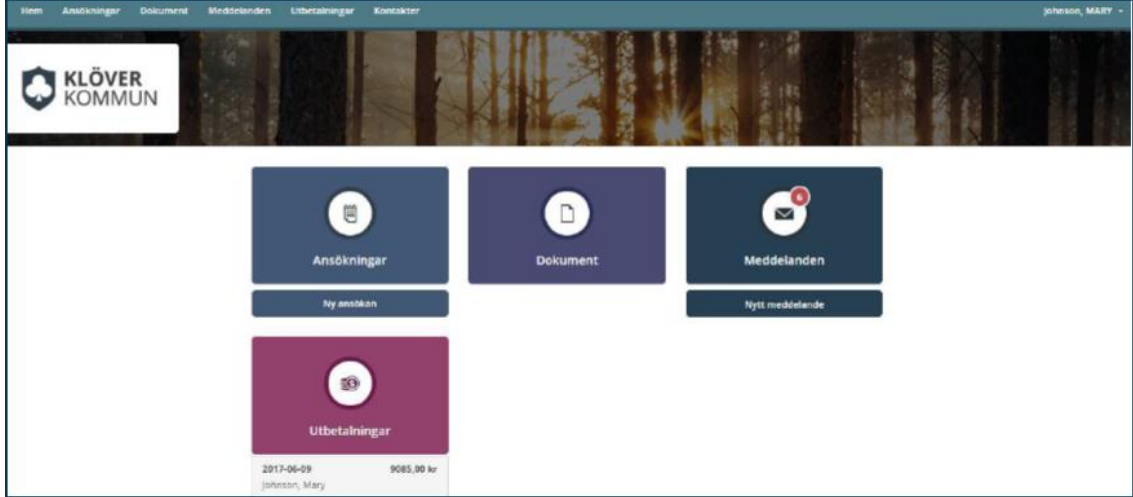 Hem Ansökningar Dokument Meddelanden Utbetalningar Kontakter Johnson, MARY
KLÖVER
KOMMUN
6
Ansökningar Dokument Meddelanden
Ny ansökan Nytt meddelande
Utbetalningar
2017-06-09 9085,00 kr
Johnson, Mary